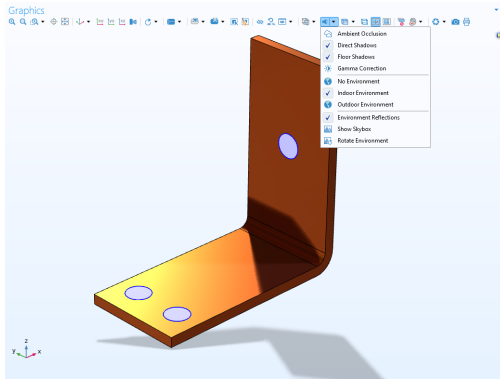 Graphics
Ambient Occlusion
Direct Shadows
Floor Shadows
Gamma Correction
No Environment
Indoor Environment
Outdoor Environment
Environment Reflections
Show Skybox
Rotate Environment
z
y
x